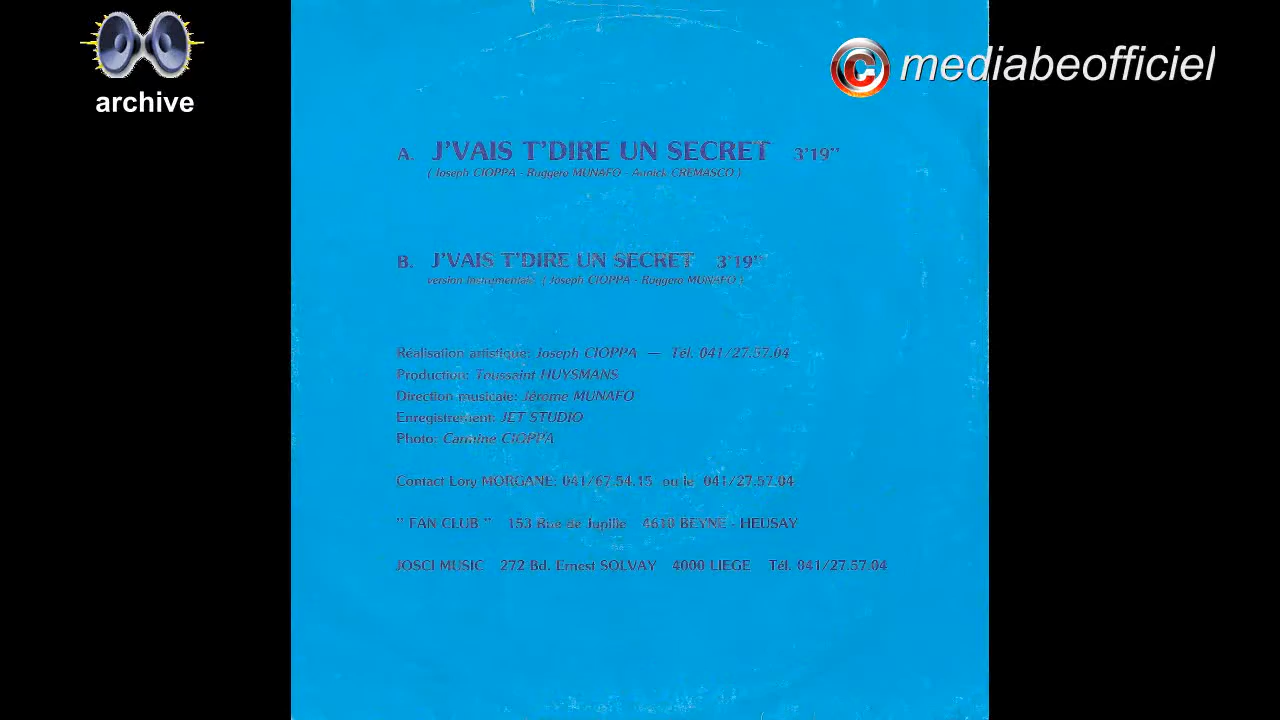 archive
C mediabeofficiel
A. J'VAIS T'DIRE UN SECRET 3'19"
( Joseph CIOPPA - Ruggero MUNAFO - Annick CREMASCO )
B. J'VAIS T'DIRE UN SECRET 3'19"
version instrumentale ( Joseph CIOPPA - Ruggero MUNAFO )
Réalisation artistique: Joseph CIOPPA — Tél. 041/27.57.04
Production: Toussaint HUYSMANS
Direction musicale: Jérome MUNAFO
Enregistrement: JET STUDIO
Photo: Carmine CIOPPA
Contact Lory MORGANE: 041/67.54.15 ou le 041/27.57.04
" FAN CLUB " 153 Rue de Jupille 4610 BEYNE - HEUSAY
JOSCI MUSIC 272 Bd. Ernest SOLVAY 4000 LIEGE Tél. 041/27.57.04